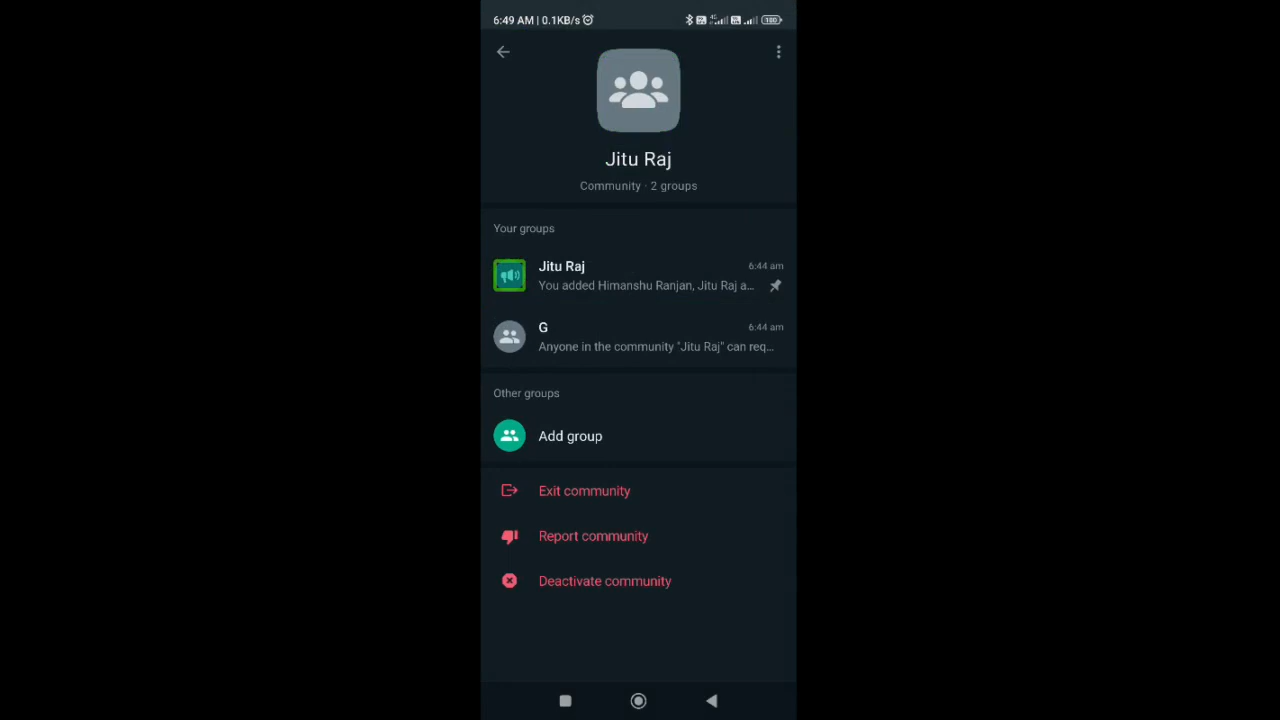 6:49 AM | 0.1KB/s
100
Jitu Raj
Community · 2 groups
Your groups
Jitu Raj 6:44 am
You added Himanshu Ranjan, Jitu Raj a...
G 6:44 am
Anyone in the community "Jitu Raj" can req...
Other groups
Add group
Exit community
Report community
Deactivate community